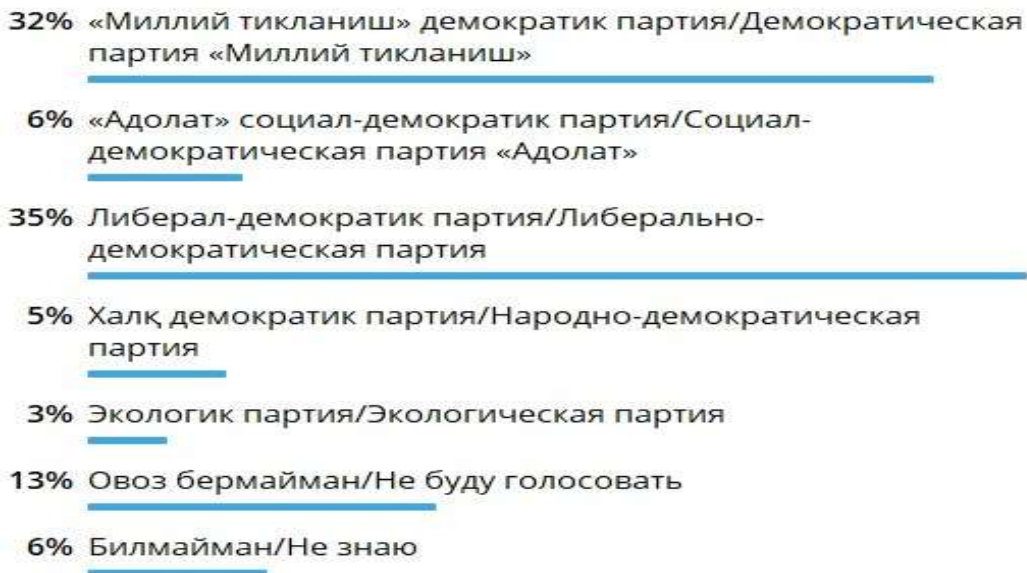 32% «Миллий тикланиш» демократик партия/Демократическая
партия «Миллий тикланиш»
6% «Адолат» социал-демократик партия/Социал-
демократическая партия «Адолат»
35% Либерал-демократик партия/Либерально-
демократическая партия
5% Халқ демократик партия/Народно-демократическая
партия
3% Экологик партия/Экологическая партия
13% Овоз бермайман/Не буду голосовать
6% Билмайман/Не знаю